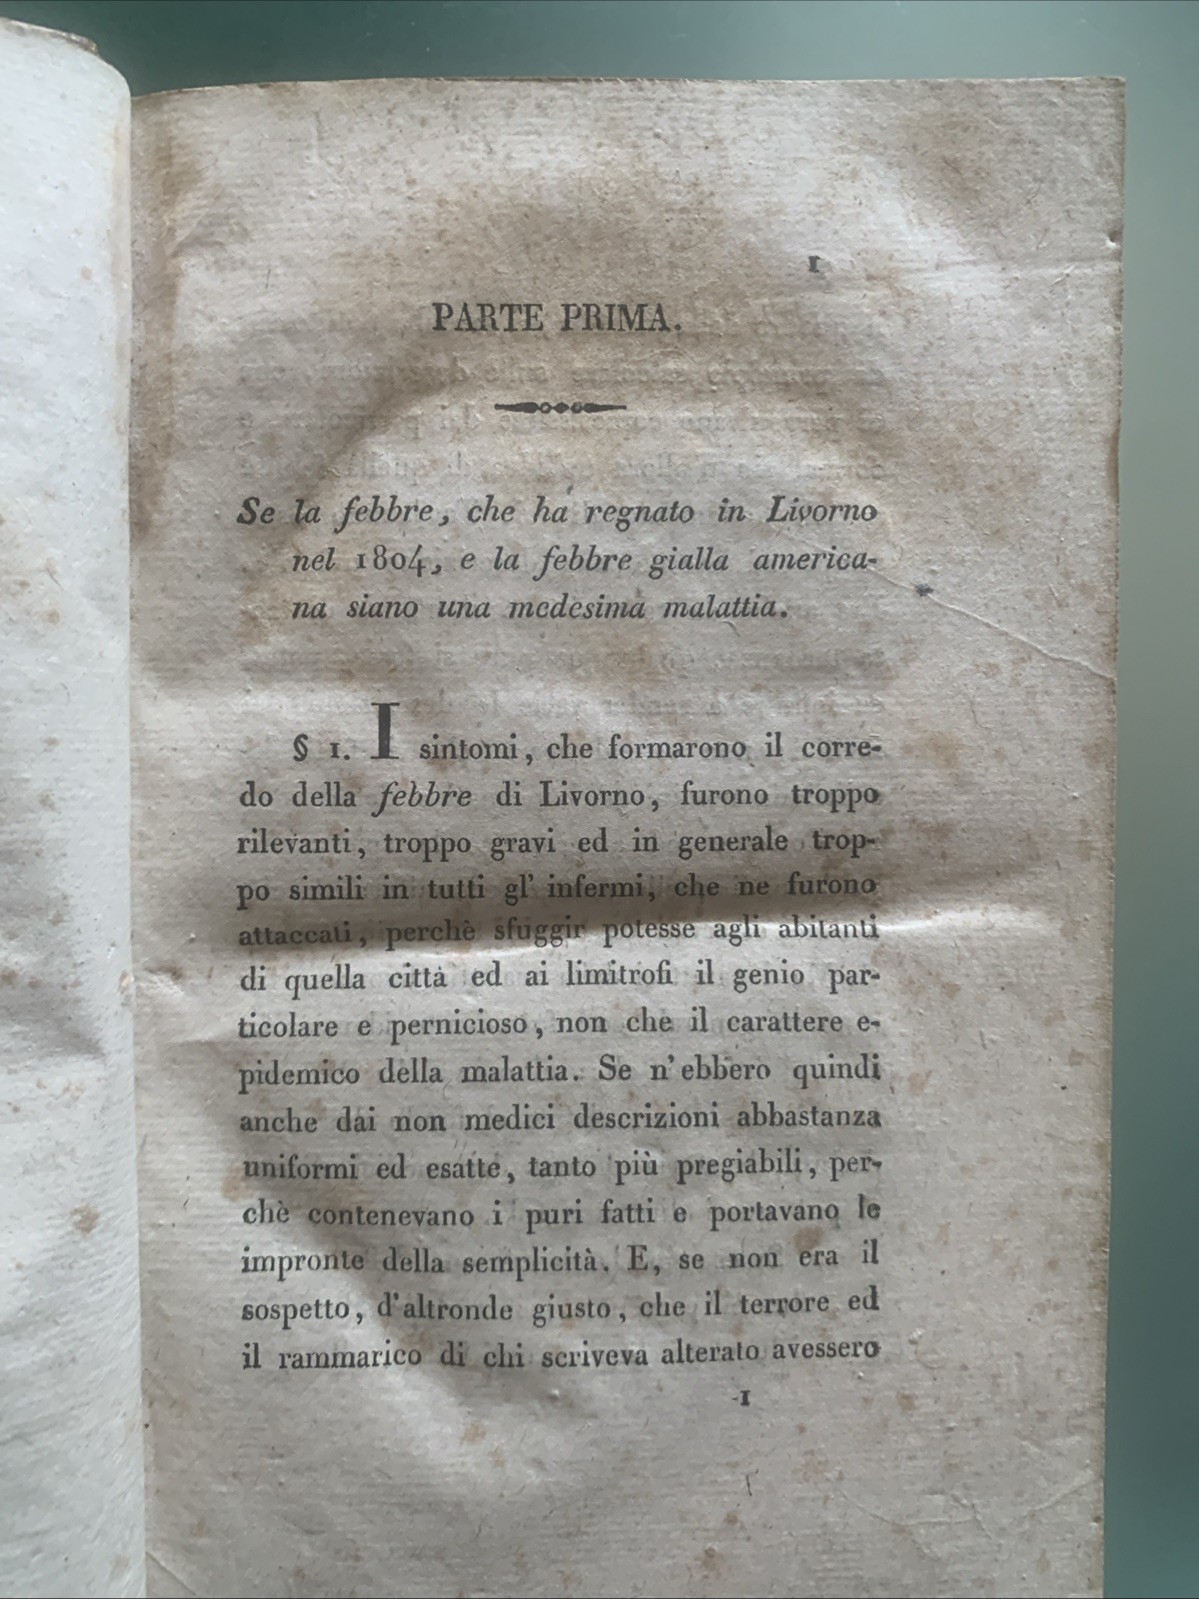 1
PARTE PRIMA.
Se la febbre, che ha regnato in Livorno
nel 1804, e la febbre gialla america-
na siano una medesima malattia.
§ 1. I sintomi, che formarono il corre-
do della febbre di Livorno, furono troppo
rilevanti, troppo gravi ed in generale trop-
po simili in tutti gl' infermi, che ne furono
attaccati, perchè sfuggir potesse agli abitanti
di quella città ed ai limitrofi il genio par-
ticolare e pernicioso, non che il carattere e-
pidemico della malattia. Se n' ebbero quindi
anche dai non medici descrizioni abbastanza
uniformi ed esatte, tanto più pregiabili, per-
chè contenevano i puri fatti e portavano le
impronte della semplicità. E, se non era il
sospetto, d'altronde giusto, che il terrore ed
il rammarico di chi scriveva alterato avessero
1